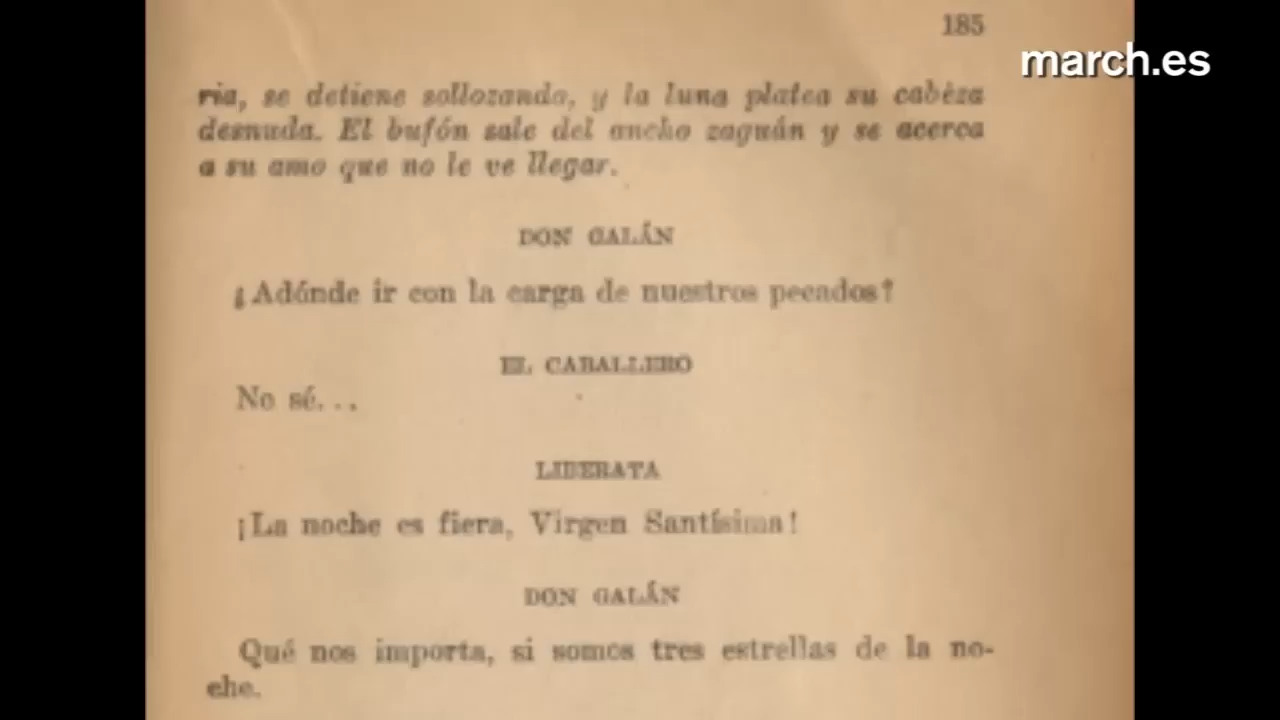 185
march.es
ria, se detiene sollozando, y la luna platea su cabeza
desnuda. El bufón sale del ancho zaguán y se acerca
a su amo que no le ve llegar.
DON GALÁN
¿Adónde ir con la carga de nuestros pecados?
EL CABALLERO
No sé...
LIBERATA
¡La noche es fiera, Virgen Santísima!
DON GALÁN
Qué nos importa, si somos tres estrellas de la no-
che.